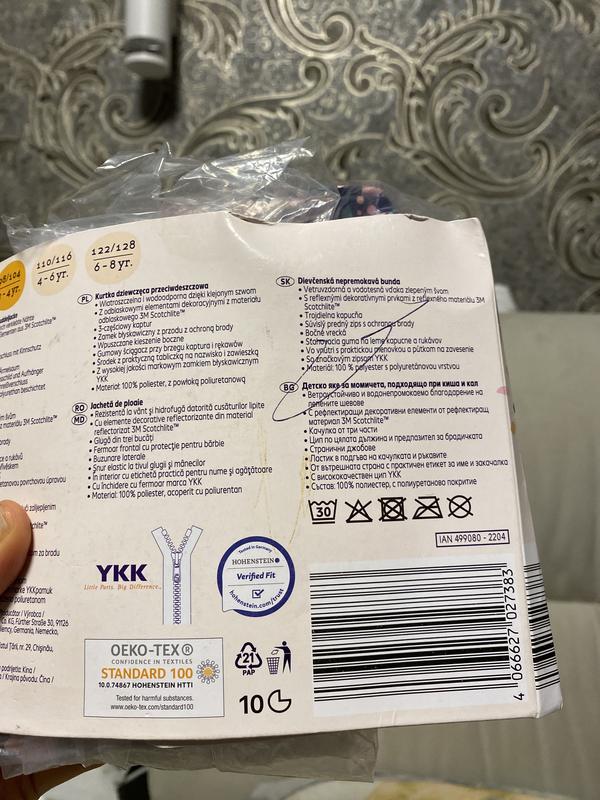 98/104
110/116
4-6 yr.
122/128
6-8 yr.
PL
Kurtka dziewczęca przeciwdeszczowa
• Wiatroszczelna i wodoodporna dzięki klejonym szwom
• Z odblaskowymi elementami dekoracyjnymi z materiału
odblaskowego 3M Scotchlite™
• 3-częściowy kaptur
• Zamek błyskawiczny z przodu z ochroną brody
• Wpuszczane kieszenie boczne
• Gumowy ściągacz przy brzegu kaptura i rękawów
• Środek z praktyczną tabliczką na nazwisko i zawieszką
• Z wysokiej jakości markowym zamkiem błyskawicznym
YKK
• Materiał: 100% poliester, z powłoką poliuretanową
RO
MD
Jachetă de ploaie
• Rezistentă la vânt și hidrofugă datorită cusăturilor lipite
• Cu elemente decorative reflectorizante din material
reflectorizat 3M Scotchlite™
• Glugă din trei bucăți
• Fermoar frontal cu protecție pentru bărbie
• Buzunare laterale
• Șnur elastic la tivul glugii și mânecilor
• În interior cu etichetă practică pentru nume și agățătoare
• Cu închidere cu fermoar marca YKK
• Material: 100% poliester, acoperit cu poliuretan
SK
Dievčenská nepremokavá bunda
• Vetruvzdorná a vodotesná vďaka zlepeným švom
• S reflexnými dekoratívnymi prvkami z reflexného materiálu 3M
Scotchlite™
• Trojdielna kapucňa
• Súvislý predný zips s ochranou brady
• Bočné vrecká
• Sťahovacia guma na leme kapucne a rukávov
• Vo vnútri s praktickou menovkou a pútkom na zavesenie
• So značkovým zipsom YKK
• Materiál: 100 % polyester s polyuretánovou vrstvou
BG
Детско яке за момичета, подходящо при киша и кал
• Ветроустойчиво и водонепромокаемо благодарение на
лепените шевове
• С рефлектиращи декоративни елементи от рефлектиращ
материал 3M Scotchlite™
• Качулка от три части
• Цип по цялата дължина и предпазител за брадичката
• Странични джобове
• Ластик в подгъва на качулката и ръкавите
• От вътрешната страна с практичен етикет за име и закачалка
• С висококачествен цип YKK
• Състав: 100% полиестер, с полиуретаново покритие
30
IAN 499080 - 2204
YKK
Little Parts. Big Difference.
Tested in Germany
HOHENSTEIN
Verified Fit
hohenstein.com/trust
OEKO-TEX®
CONFIDENCE IN TEXTILES
STANDARD 100
10.0.74867 HOHENSTEIN HTTI
Tested for harmful substances.
www.oeko-tex.com/standard100
21
PAP
10
4 066627 027383